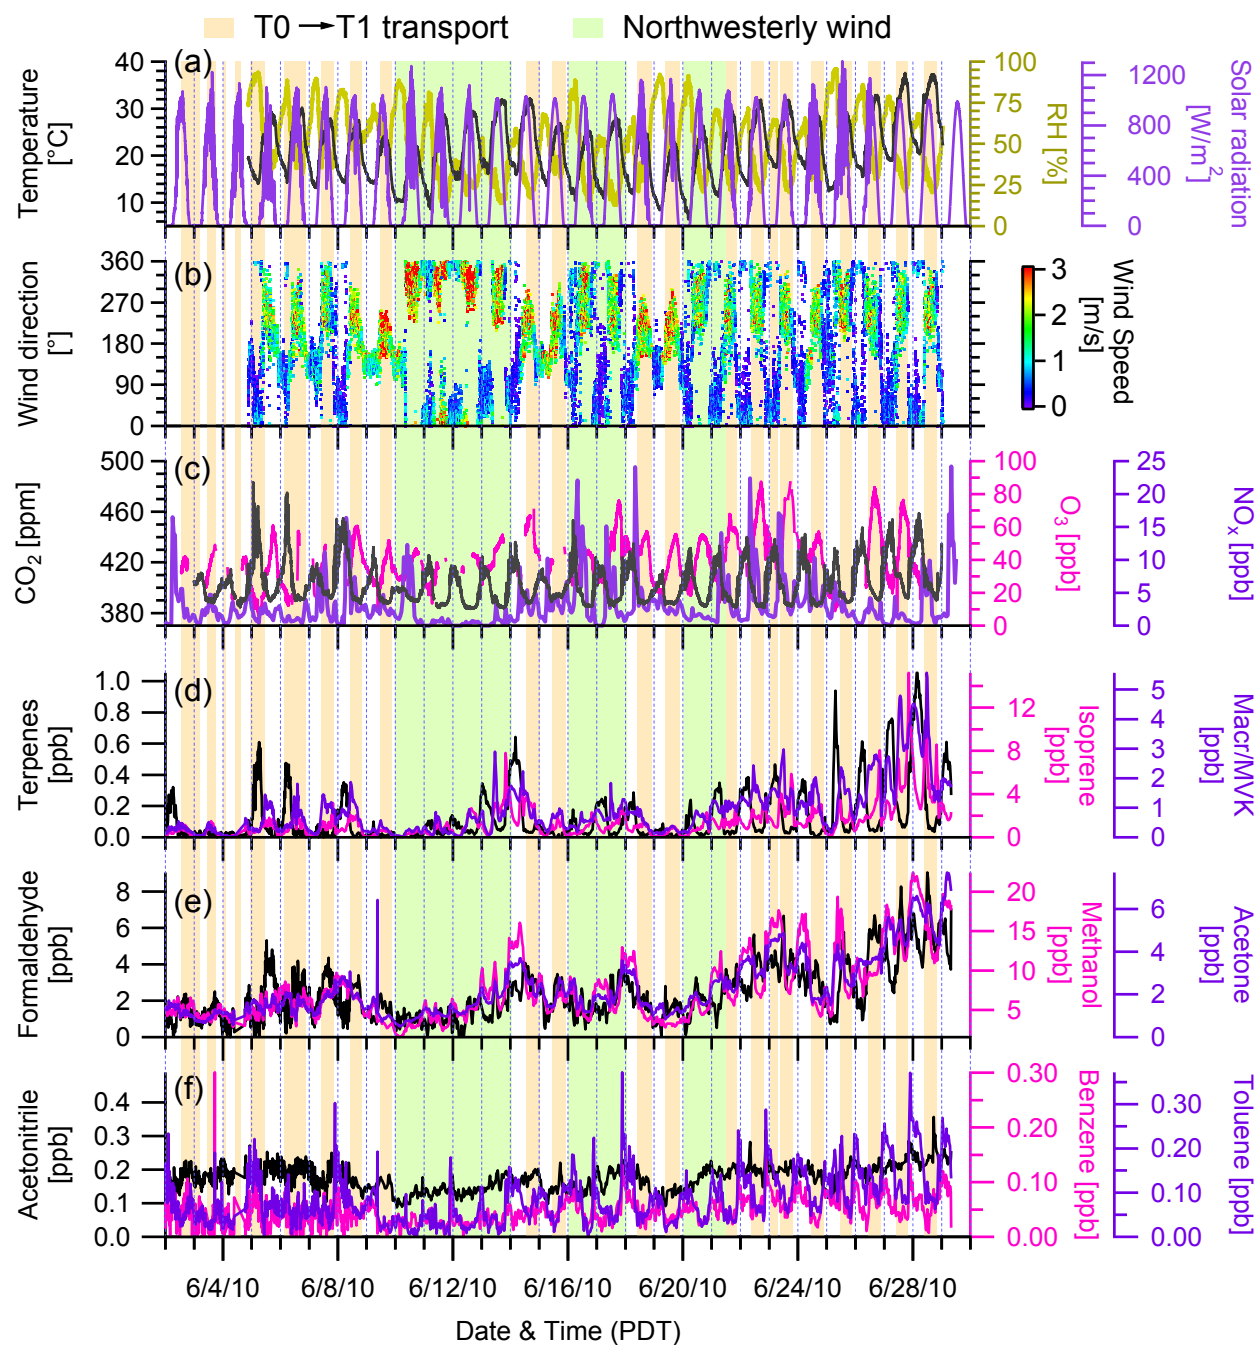 T0 → T1 transport
Northwesterly wind
(a)
Temperature
[°C]
40
30
20
10
100
75
50
25
0
RH [%]
1200
800
400
0
Solar radiation
[W/m2]
(b)
Wind direction
[°]
360
270
180
90
0
3
2
1
0
Wind Speed
[m/s]
(c)
CO2 [ppm]
500
460
420
380
100
80
60
40
20
0
O3 [ppb]
25
20
15
10
5
0
NOx [ppb]
(d)
Terpenes
[ppb]
1.0
0.8
0.6
0.4
0.2
0.0
12
8
4
0
Isoprene
[ppb]
5
4
3
2
1
0
Macr/MVK
[ppb]
(e)
Formaldehyde
[ppb]
8
6
4
2
0
20
15
10
5
Methanol
[ppb]
6
4
2
0
Acetone
[ppb]
(f)
Acetonitrile
[ppb]
0.4
0.3
0.2
0.1
0.0
0.30
0.20
0.10
0.00
Benzene [ppb]
0.30
0.20
0.10
0.00
Toluene [ppb]
6/4/10
6/8/10
6/12/10
6/16/10
6/20/10
6/24/10
6/28/10
Date & Time (PDT)